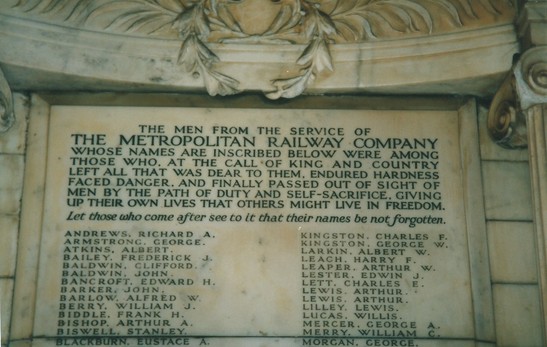 THE MEN FROM THE SERVICE OF
THE METROPOLITAN RAILWAY COMPANY
WHOSE NAMES ARE INSCRIBED BELOW WERE AMONG
THOSE WHO, AT THE CALL OF KING AND COUNTRY
LEFT ALL THAT WAS DEAR TO THEM, ENDURED HARDNESS
FACED DANGER, AND FINALLY PASSED OUT OF SIGHT OF
MEN BY THE PATH OF DUTY AND SELF-SACRIFICE, GIVING
UP THEIR OWN LIVES THAT OTHERS MIGHT LIVE IN FREEDOM.
Let those who come after see to it that their names be not forgotten.
ANDREWS, RICHARD A.
ARMSTRONG, GEORGE.
ATKINS, ALBERT.
BAILEY, FREDERICK J.
BALDWIN, CLIFFORD.
BALDWIN, JOHN.
BANCROFT, EDWARD H.
BARKER, JOHN.
BARLOW, ALFRED W.
BERRY, WILLIAM J.
BIDDLE, FRANK H.
BISHOP, ARTHUR A.
BISWELL, STANLEY.
BLACKBURN, EUSTACE A.
KINGSTON, CHARLES F.
KINGSTON, GEORGE W.
LARKIN, ALBERT W.
LEACH, HARRY F.
LEAPER, ARTHUR W.
LESTER, EDWIN J.
LETT, CHARLES E.
LEWIS, ARTHUR.
LEWIS, ARTHUR.
LILLEY, LEWIS.
LUCAS, WILLIS.
MERCER, GEORGE A.
MERRY, WILLIAM C.
MORGAN, GEORGE.